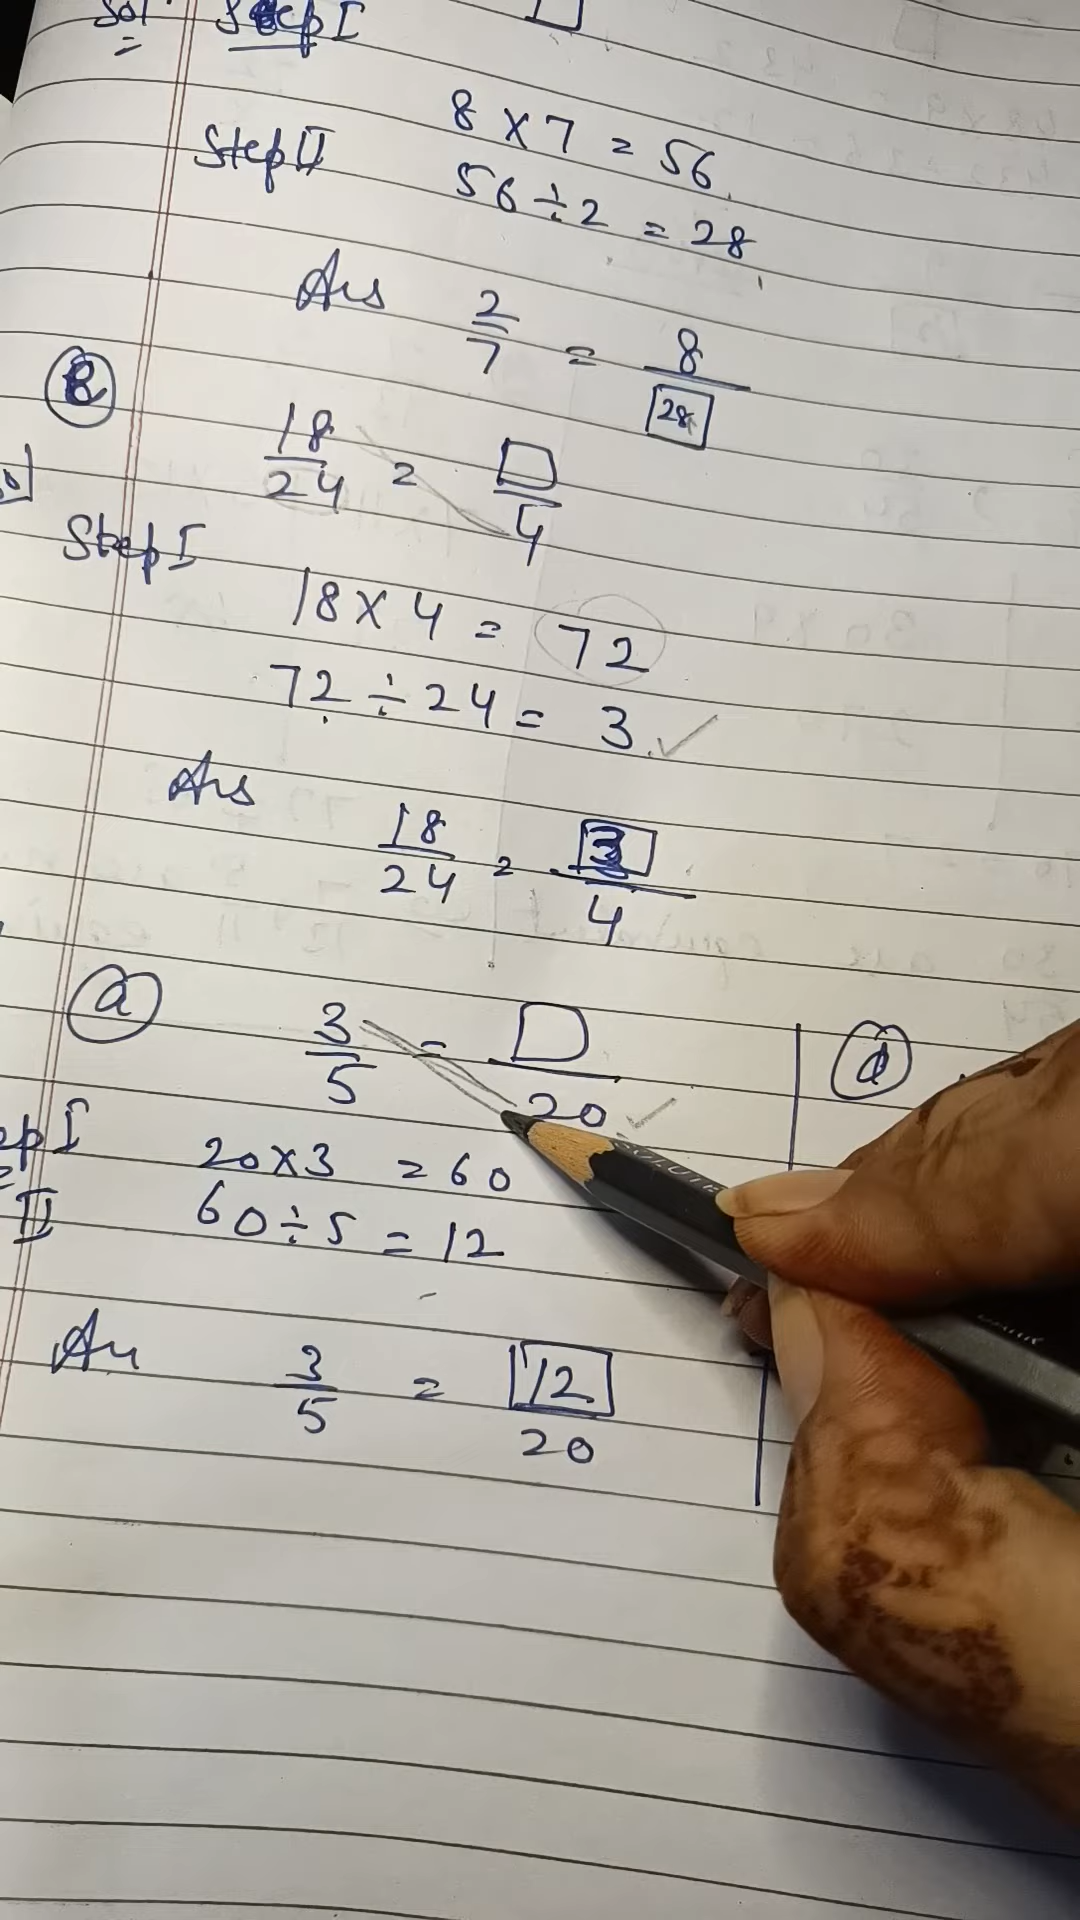 Sol Step I
8 × 7 = 56
Step II
56 ÷ 2 = 28
Ans 2/7 = 8/28
18/24 = □/4
Step I
18 × 4 = 72
72 ÷ 24 = 3 ✓
Ans
18/24 = 3/4
a 3/5 = □/20 ✓
d
ep I 20×3 = 60
II 60÷5 = 12
An 3/5 = 12/20